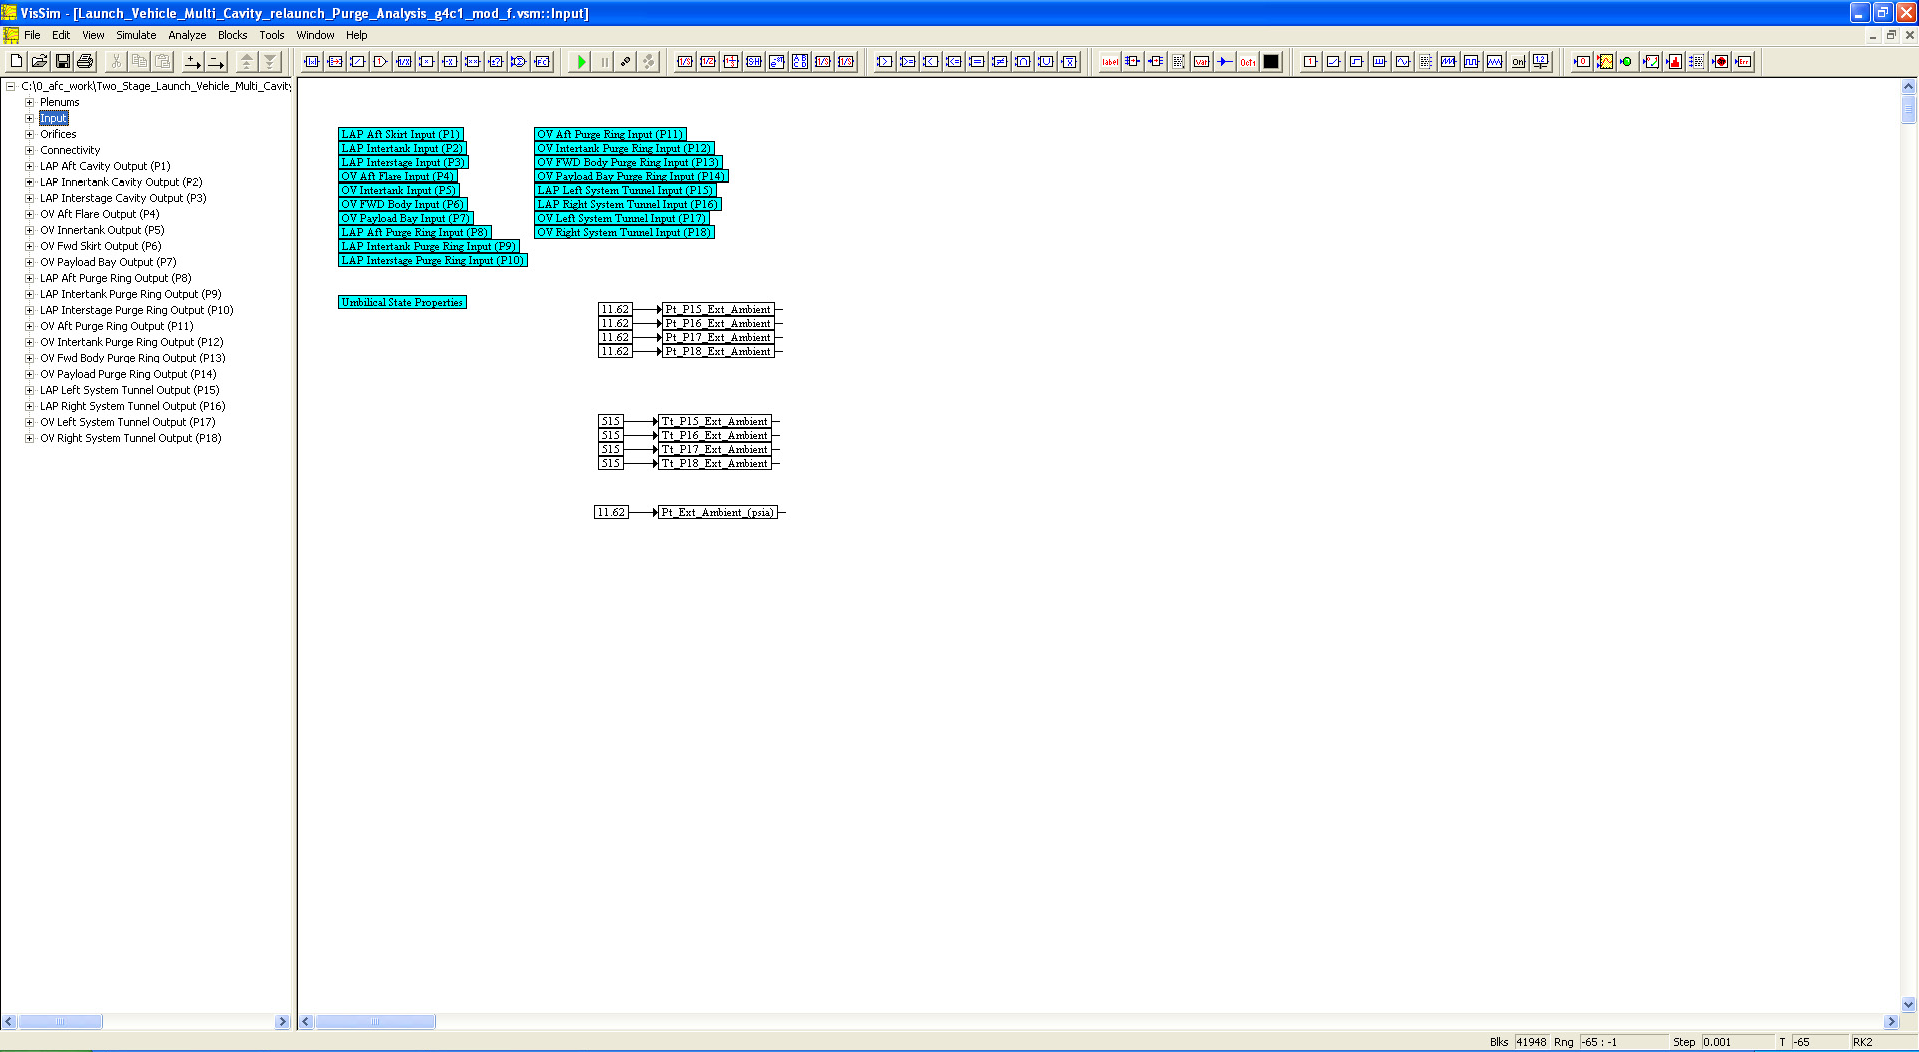 VisSim - [Launch_Vehicle_Multi_Cavity_relaunch_Purge_Analysis_g4c1_mod_f.vsm::Input]
File Edit View Simulate Analyze Blocks Tools Window Help
C:\0_afc_work\Two_Stage_Launch_Vehicle_Multi_Cavity
Plenums
Input
Orifices
Connectivity
LAP Aft Cavity Output (P1)
LAP Innertank Cavity Output (P2)
LAP Interstage Cavity Output (P3)
OV Aft Flare Output (P4)
OV Innertank Output (P5)
OV Fwd Skirt Output (P6)
OV Payload Bay Output (P7)
LAP Aft Purge Ring Output (P8)
LAP Intertank Purge Ring Output (P9)
LAP Interstage Purge Ring Output (P10)
OV Aft Purge Ring Output (P11)
OV Intertank Purge Ring Output (P12)
OV Fwd Body Purge Ring Output (P13)
OV Payload Purge Ring Output (P14)
LAP Left System Tunnel Output (P15)
LAP Right System Tunnel Output (P16)
OV Left System Tunnel Output (P17)
OV Right System Tunnel Output (P18)
LAP Aft Skirt Input (P1)
LAP Intertank Input (P2)
LAP Interstage Input (P3)
OV Aft Flare Input (P4)
OV Intertank Input (P5)
OV FWD Body Input (P6)
OV Payload Bay Input (P7)
LAP Aft Purge Ring Input (P8)
LAP Intertank Purge Ring Input (P9)
LAP Interstage Purge Ring Input (P10)
OV Aft Purge Ring Input (P11)
OV Intertank Purge Ring Input (P12)
OV FWD Body Purge Ring Input (P13)
OV Payload Bay Purge Ring Input (P14)
LAP Left System Tunnel Input (P15)
LAP Right System Tunnel Input (P16)
OV Left System Tunnel Input (P17)
OV Right System Tunnel Input (P18)
Umbilical State Properties
11.62 Pt_P15_Ext_Ambient
11.62 Pt_P16_Ext_Ambient
11.62 Pt_P17_Ext_Ambient
11.62 Pt_P18_Ext_Ambient
515 Tt_P15_Ext_Ambient
515 Tt_P16_Ext_Ambient
515 Tt_P17_Ext_Ambient
515 Tt_P18_Ext_Ambient
11.62 Pt_Ext_Ambient_(psia)
Blks 41948 Rng -65 : -1 Step 0.001 T -65 RK2